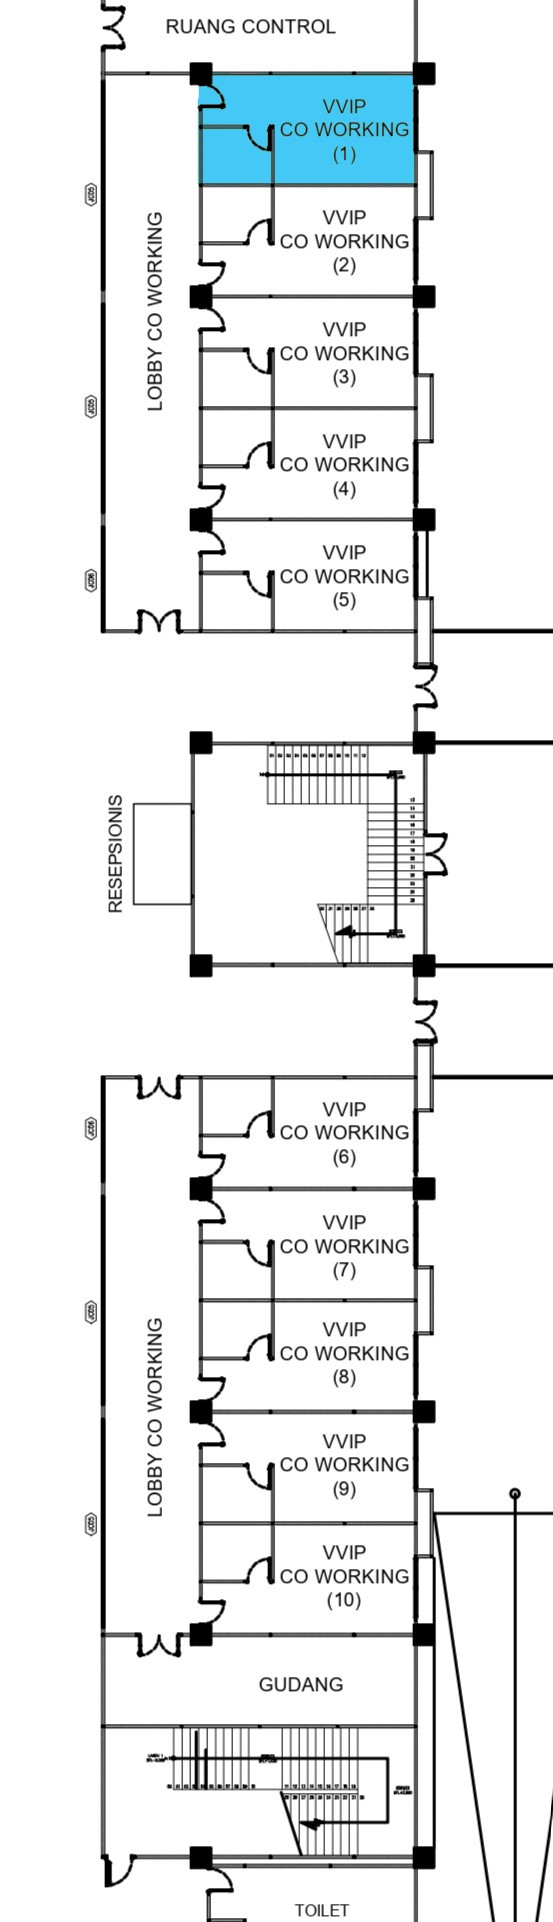 RUANG CONTROL
VVIP
CO WORKING
(1)
VVIP
CO WORKING
(2)
LOBBY CO WORKING
VVIP
CO WORKING
(3)
VVIP
CO WORKING
(4)
VVIP
CO WORKING
(5)
RESEPSIONIS
VVIP
CO WORKING
(6)
VVIP
CO WORKING
(7)
LOBBY CO WORKING
VVIP
CO WORKING
(8)
VVIP
CO WORKING
(9)
VVIP
CO WORKING
(10)
GUDANG
TOILET